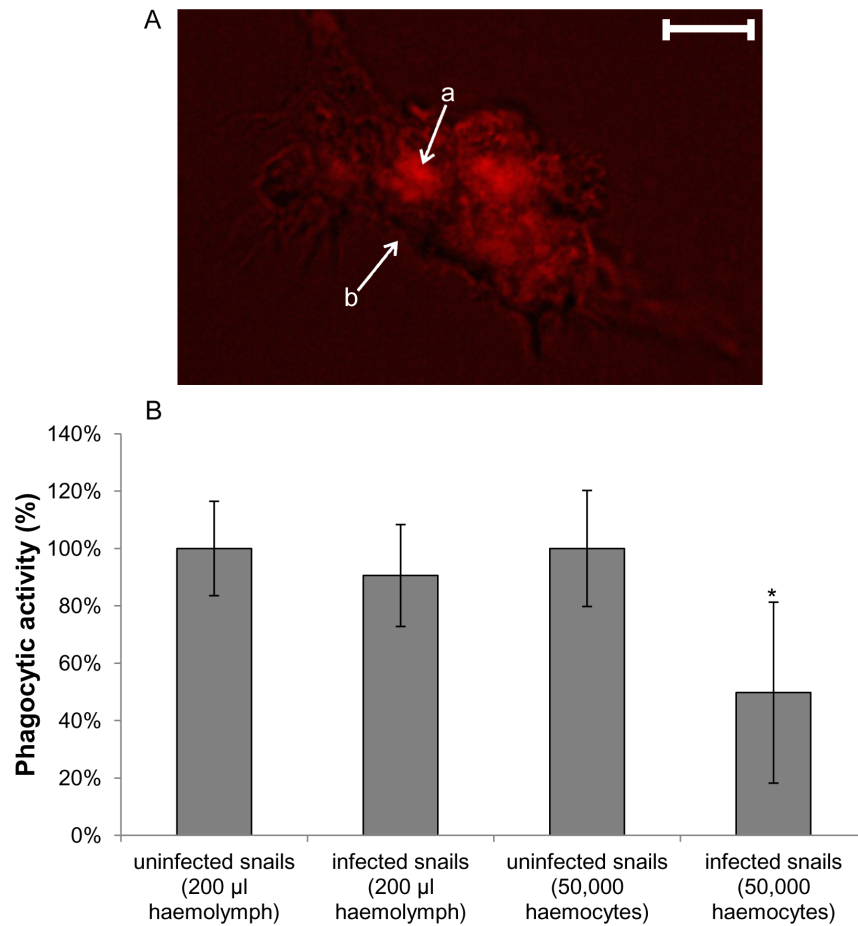 A
a
b
B
140%
120%
100%
80%
60%
40%
20%
0%
Phagocytic activity (%)
*
uninfected snails
(200 µl
haemolymph)
infected snails
(200 µl
haemolymph)
uninfected snails
(50,000
haemocytes)
infected snails
(50,000
haemocytes)